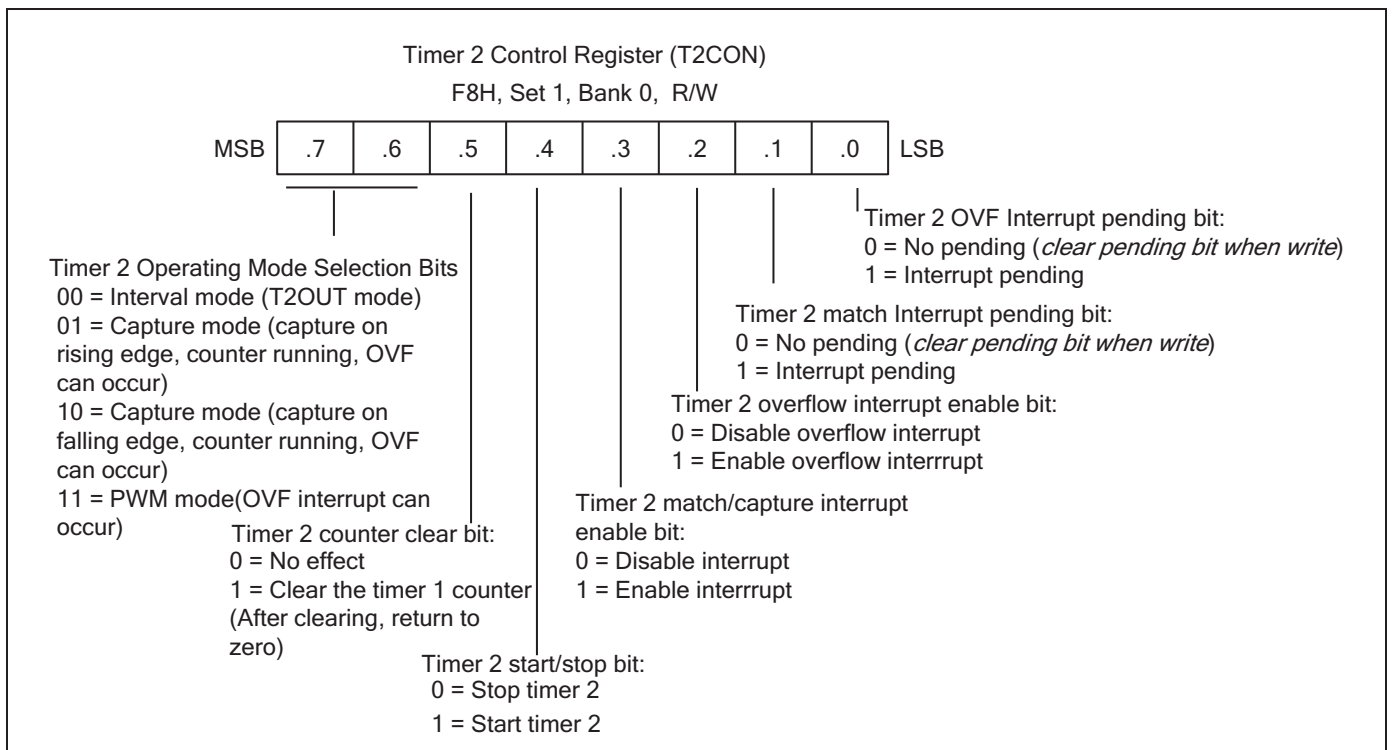 Timer 2 Control Register (T2CON)
F8H, Set 1, Bank 0, R/W
MSB .7 .6 .5 .4 .3 .2 .1 .0 LSB
Timer 2 OVF Interrupt pending bit:
0 = No pending (clear pending bit when write)
1 = Interrupt pending
Timer 2 Operating Mode Selection Bits
00 = Interval mode (T2OUT mode)
01 = Capture mode (capture on
rising edge, counter running, OVF
can occur)
10 = Capture mode (capture on
falling edge, counter running, OVF
can occur)
11 = PWM mode(OVF interrupt can
occur)
Timer 2 match Interrupt pending bit:
0 = No pending (clear pending bit when write)
1 = Interrupt pending
Timer 2 overflow interrupt enable bit:
0 = Disable overflow interrupt
1 = Enable overflow interrrupt
Timer 2 match/capture interrupt
enable bit:
0 = Disable interrupt
1 = Enable interrrupt
Timer 2 counter clear bit:
0 = No effect
1 = Clear the timer 1 counter
(After clearing, return to
zero)
Timer 2 start/stop bit:
0 = Stop timer 2
1 = Start timer 2